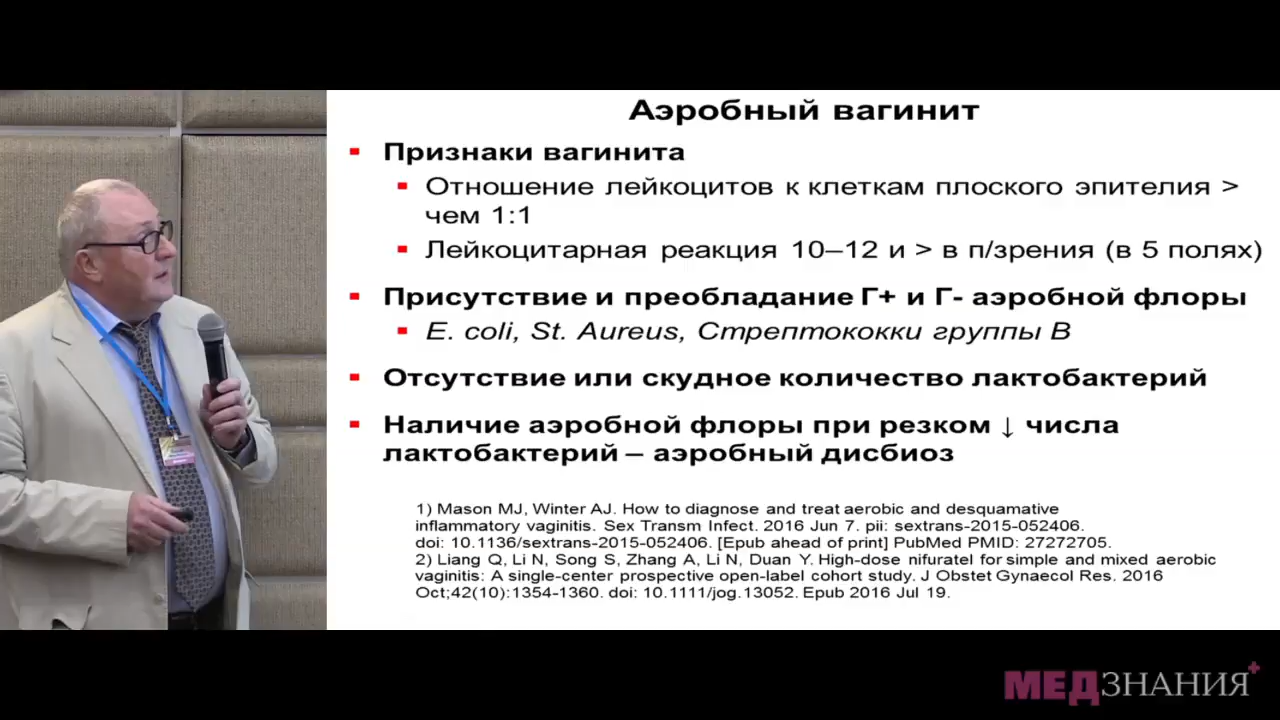 Аэробный вагинит
Признаки вагинита
Отношение лейкоцитов к клеткам плоского эпителия >
чем 1:1
Лейкоцитарная реакция 10–12 и > в п/зрения (в 5 полях)
Присутствие и преобладание Г+ и Г- аэробной флоры
E. coli, St. Aureus, Стрептококки группы В
Отсутствие или скудное количество лактобактерий
Наличие аэробной флоры при резком ↓ числа
лактобактерий – аэробный дисбиоз
1) Mason MJ, Winter AJ. How to diagnose and treat aerobic and desquamative
inflammatory vaginitis. Sex Transm Infect. 2016 Jun 7. pii: sextrans-2015-052406.
doi: 10.1136/sextrans-2015-052406. [Epub ahead of print] PubMed PMID: 27272705.
2) Liang Q, Li N, Song S, Zhang A, Li N, Duan Y. High-dose nifuratel for simple and mixed aerobic
vaginitis: A single-center prospective open-label cohort study. J Obstet Gynaecol Res. 2016
Oct;42(10):1354-1360. doi: 10.1111/jog.13052. Epub 2016 Jul 19.
МЕДЗНАНИЯ+